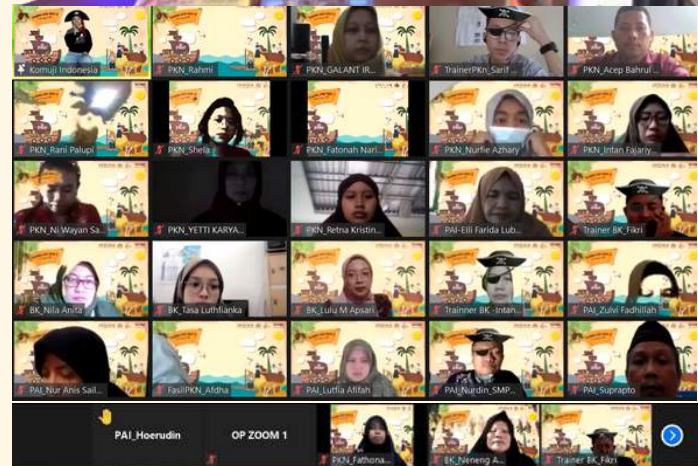 Komuji Indonesia
PKN_Rahmi
PKN_GALANT IR...
TrainerPKn_Sarif ...
PKN_Acep Bahrul ...
PKN_Rani Palupi
PKN_Shela
PKN_Fatonah Nari...
PKN_Nurfie Azhary
PKN_Intan Fajariy...
PKN_Ni Wayan Sa...
PKN_YETTI KARYA...
PKN_Retna Kristin...
PAI-Elli Farida Lub...
Trainer BK_Fikri
BK_Nila Anita
BK_Tasa Luthfianka
BK_Lulu M Apsari
Trainner BK -Intan...
PAI_Zulvi Fadhillah
PAI_Nur Anis Sail...
FasilPKN_Afdha
PAI_Lutfia Afifah
PAI_Nurdin_SMP...
PAI_Suprapto
PAI_Hoerudin
OP ZOOM 1
PKN_Fathona...
BK_Neneng A...
Trainer BK_Fikri